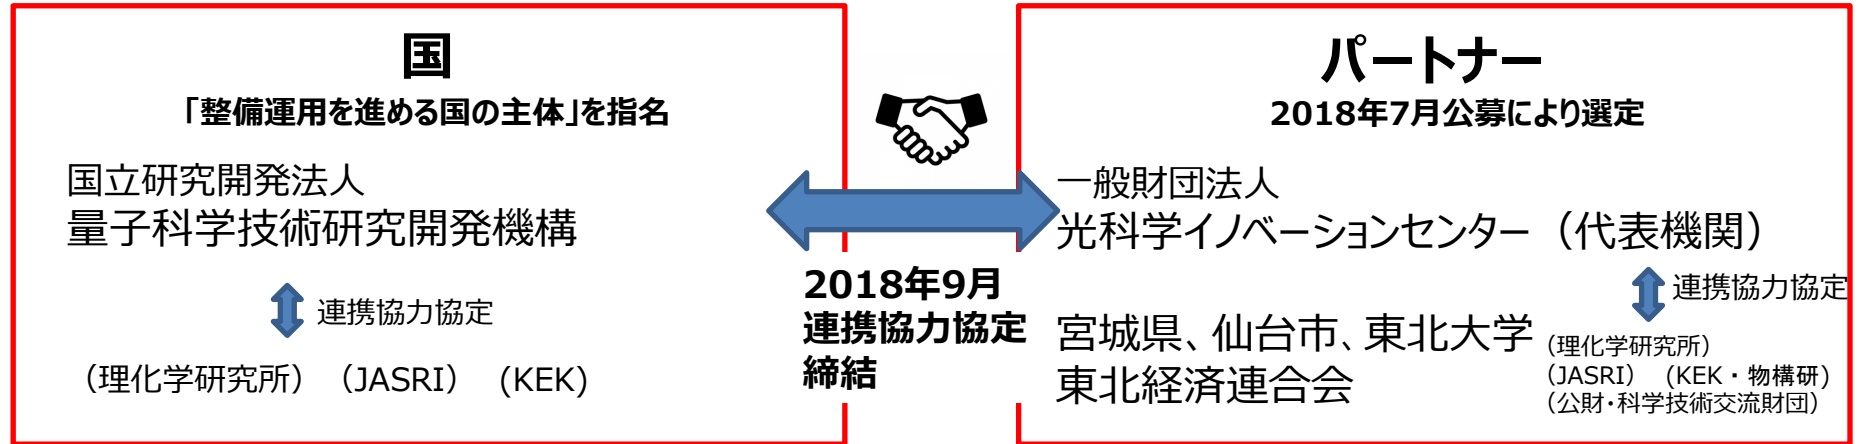 国
「整備運用を進める国の主体」を指名
国立研究開発法人
量子科学技術研究開発機構
連携協力協定
（理化学研究所）（JASRI） (KEK)
2018年9月
連携協力協定
締結
パートナー
2018年7月公募により選定
一般財団法人
光科学イノベーションセンター（代表機関）
連携協力協定
宮城県、仙台市、東北大学
東北経済連合会
（理化学研究所）
（JASRI） (KEK・物構研)
（公財・科学技術交流財団）